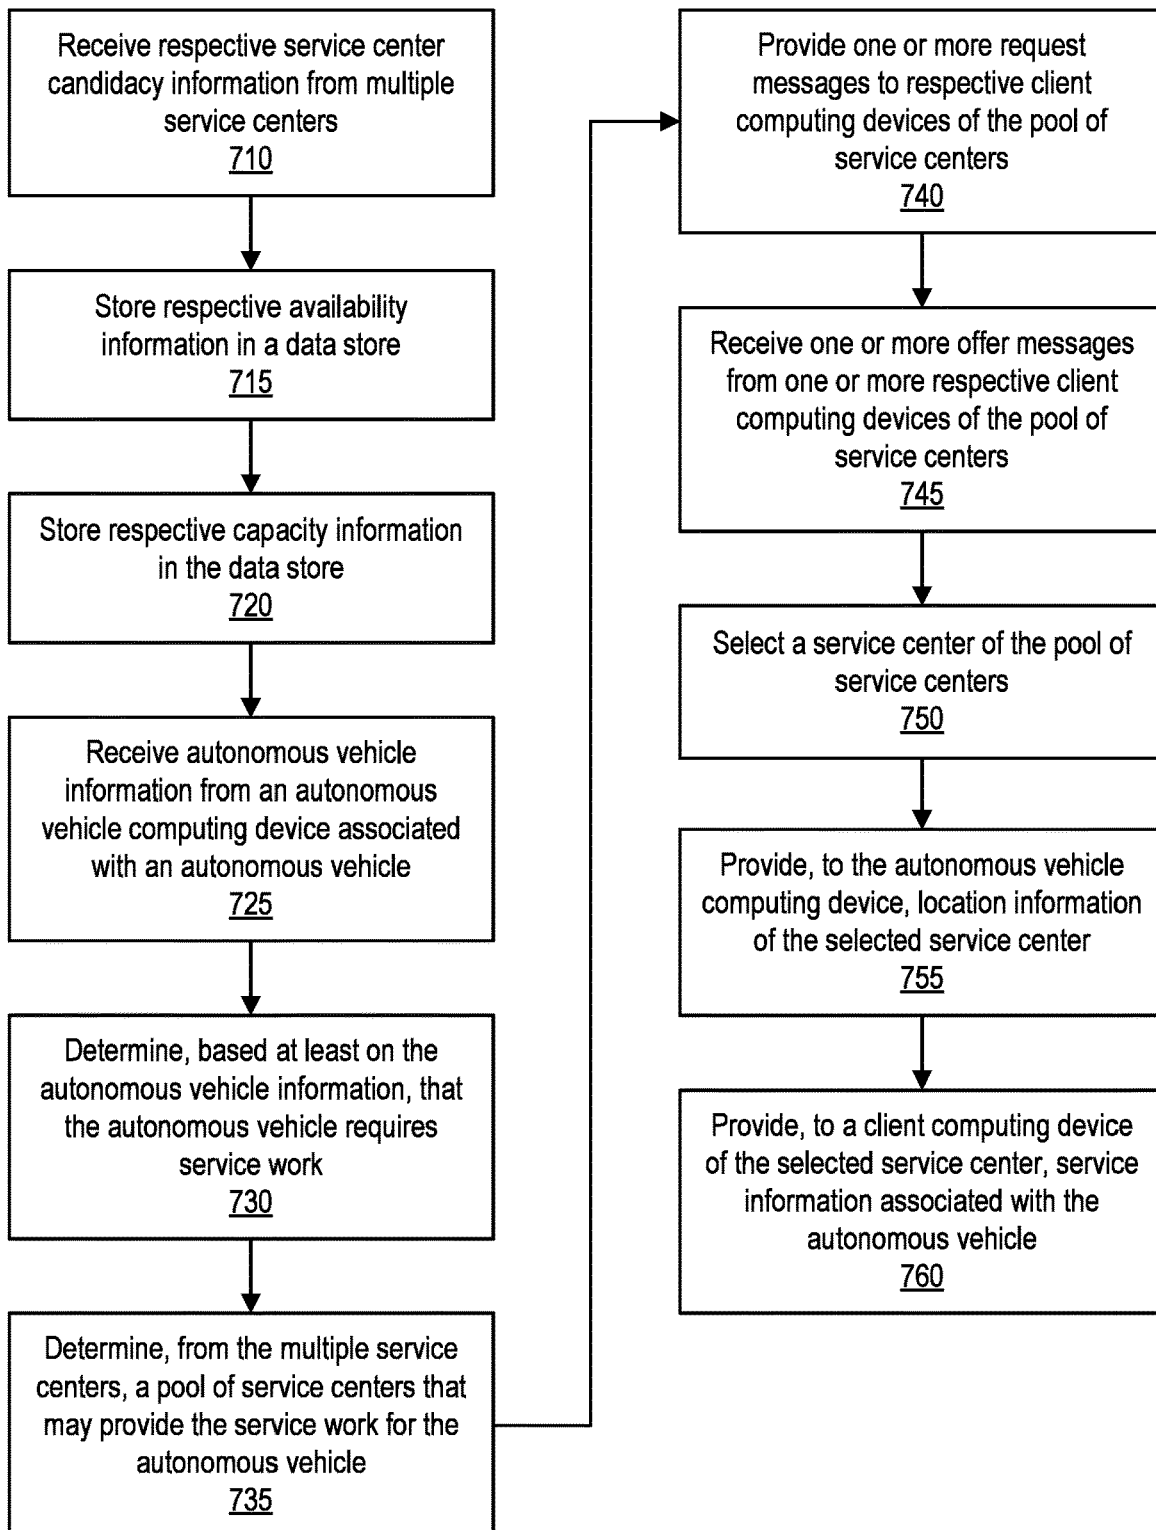 Receive respective service center
candidacy information from multiple
service centers
710
Store respective availability
information in a data store
715
Store respective capacity information
in the data store
720
Receive autonomous vehicle
information from an autonomous
vehicle computing device associated
with an autonomous vehicle
725
Determine, based at least on the
autonomous vehicle information, that
the autonomous vehicle requires
service work
730
Determine, from the multiple service
centers, a pool of service centers that
may provide the service work for the
autonomous vehicle
735
Provide one or more request
messages to respective client
computing devices of the pool of
service centers
740
Receive one or more offer messages
from one or more respective client
computing devices of the pool of
service centers
745
Select a service center of the pool of
service centers
750
Provide, to the autonomous vehicle
computing device, location information
of the selected service center
755
Provide, to a client computing device
of the selected service center, service
information associated with the
autonomous vehicle
760